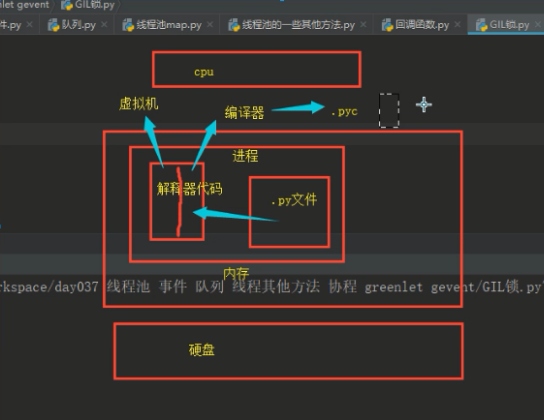 nlet gevent
GIL锁.py
件.py
队列.py
线程池map.py
线程池的一些其他方法.py
回调函数.py
GIL锁.py
cpu
虚拟机
编译器
.pyc
进程
解释器代码
.py文件
内存
rkspace/day037 线程池 事件 队列 线程其他方法 协程 greenlet gevent/GIL锁.py"
硬盘